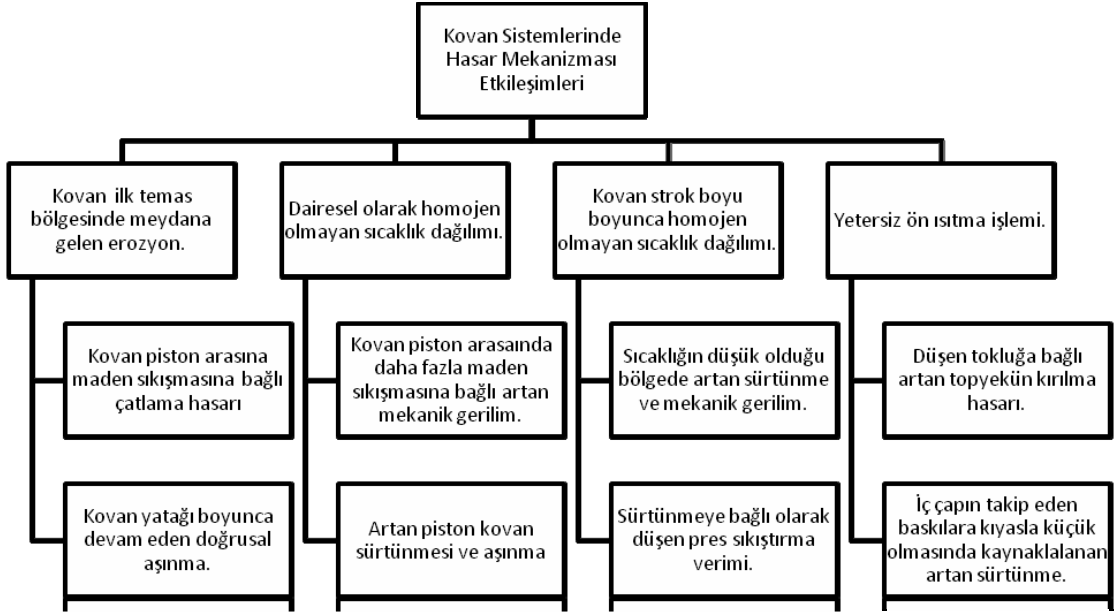 Kovan Sistemlerinde
Hasar Mekanizması
Etkileşimleri
Kovan ilk temas
bölgesinde meydana
gelen erozyon.
Dairesel olarak homojen
olmayan sıcaklık dağılımı.
Kovan strok boyu
boyunca homojen
olmayan sıcaklık dağılımı.
Yetersiz ön ısıtma işlemi.
Kovan piston arasına
maden sıkışmasına bağlı
çatlama hasarı
Kovan piston arasaında
daha fazla maden
sıkışmasına bağlı artan
mekanik gerilim.
Sıcaklığın düşük olduğu
bölgede artan sürtünme
ve mekanik gerilim.
Düşen tokluğa bağlı
artan topyekün kırılma
hasarı.
Kovan yatağı boyunca
devam eden doğrusal
aşınma.
Artan piston kovan
sürtünmesi ve aşınma
Sürtünmeye bağlı olarak
düşen pres sıkıştırma
verimi.
İç çapın takip eden
baskılara kıyasla küçük
olmasında kaynaklalanan
artan sürtünme.